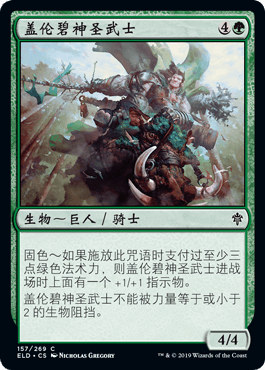 盖伦碧神圣武士 4
生物～巨人／骑士
固色～如果施放此咒语时支付过至少三
点绿色法术力，则盖伦碧神圣武士进战
场时上面有一个 +1/+1 指示物。
盖伦碧神圣武士不能被力量等于或小于
2 的生物阻挡。
4/4
157/269 C
ELD • CS NICHOLAS GREGORY
™ & © 2019 Wizards of the Coast